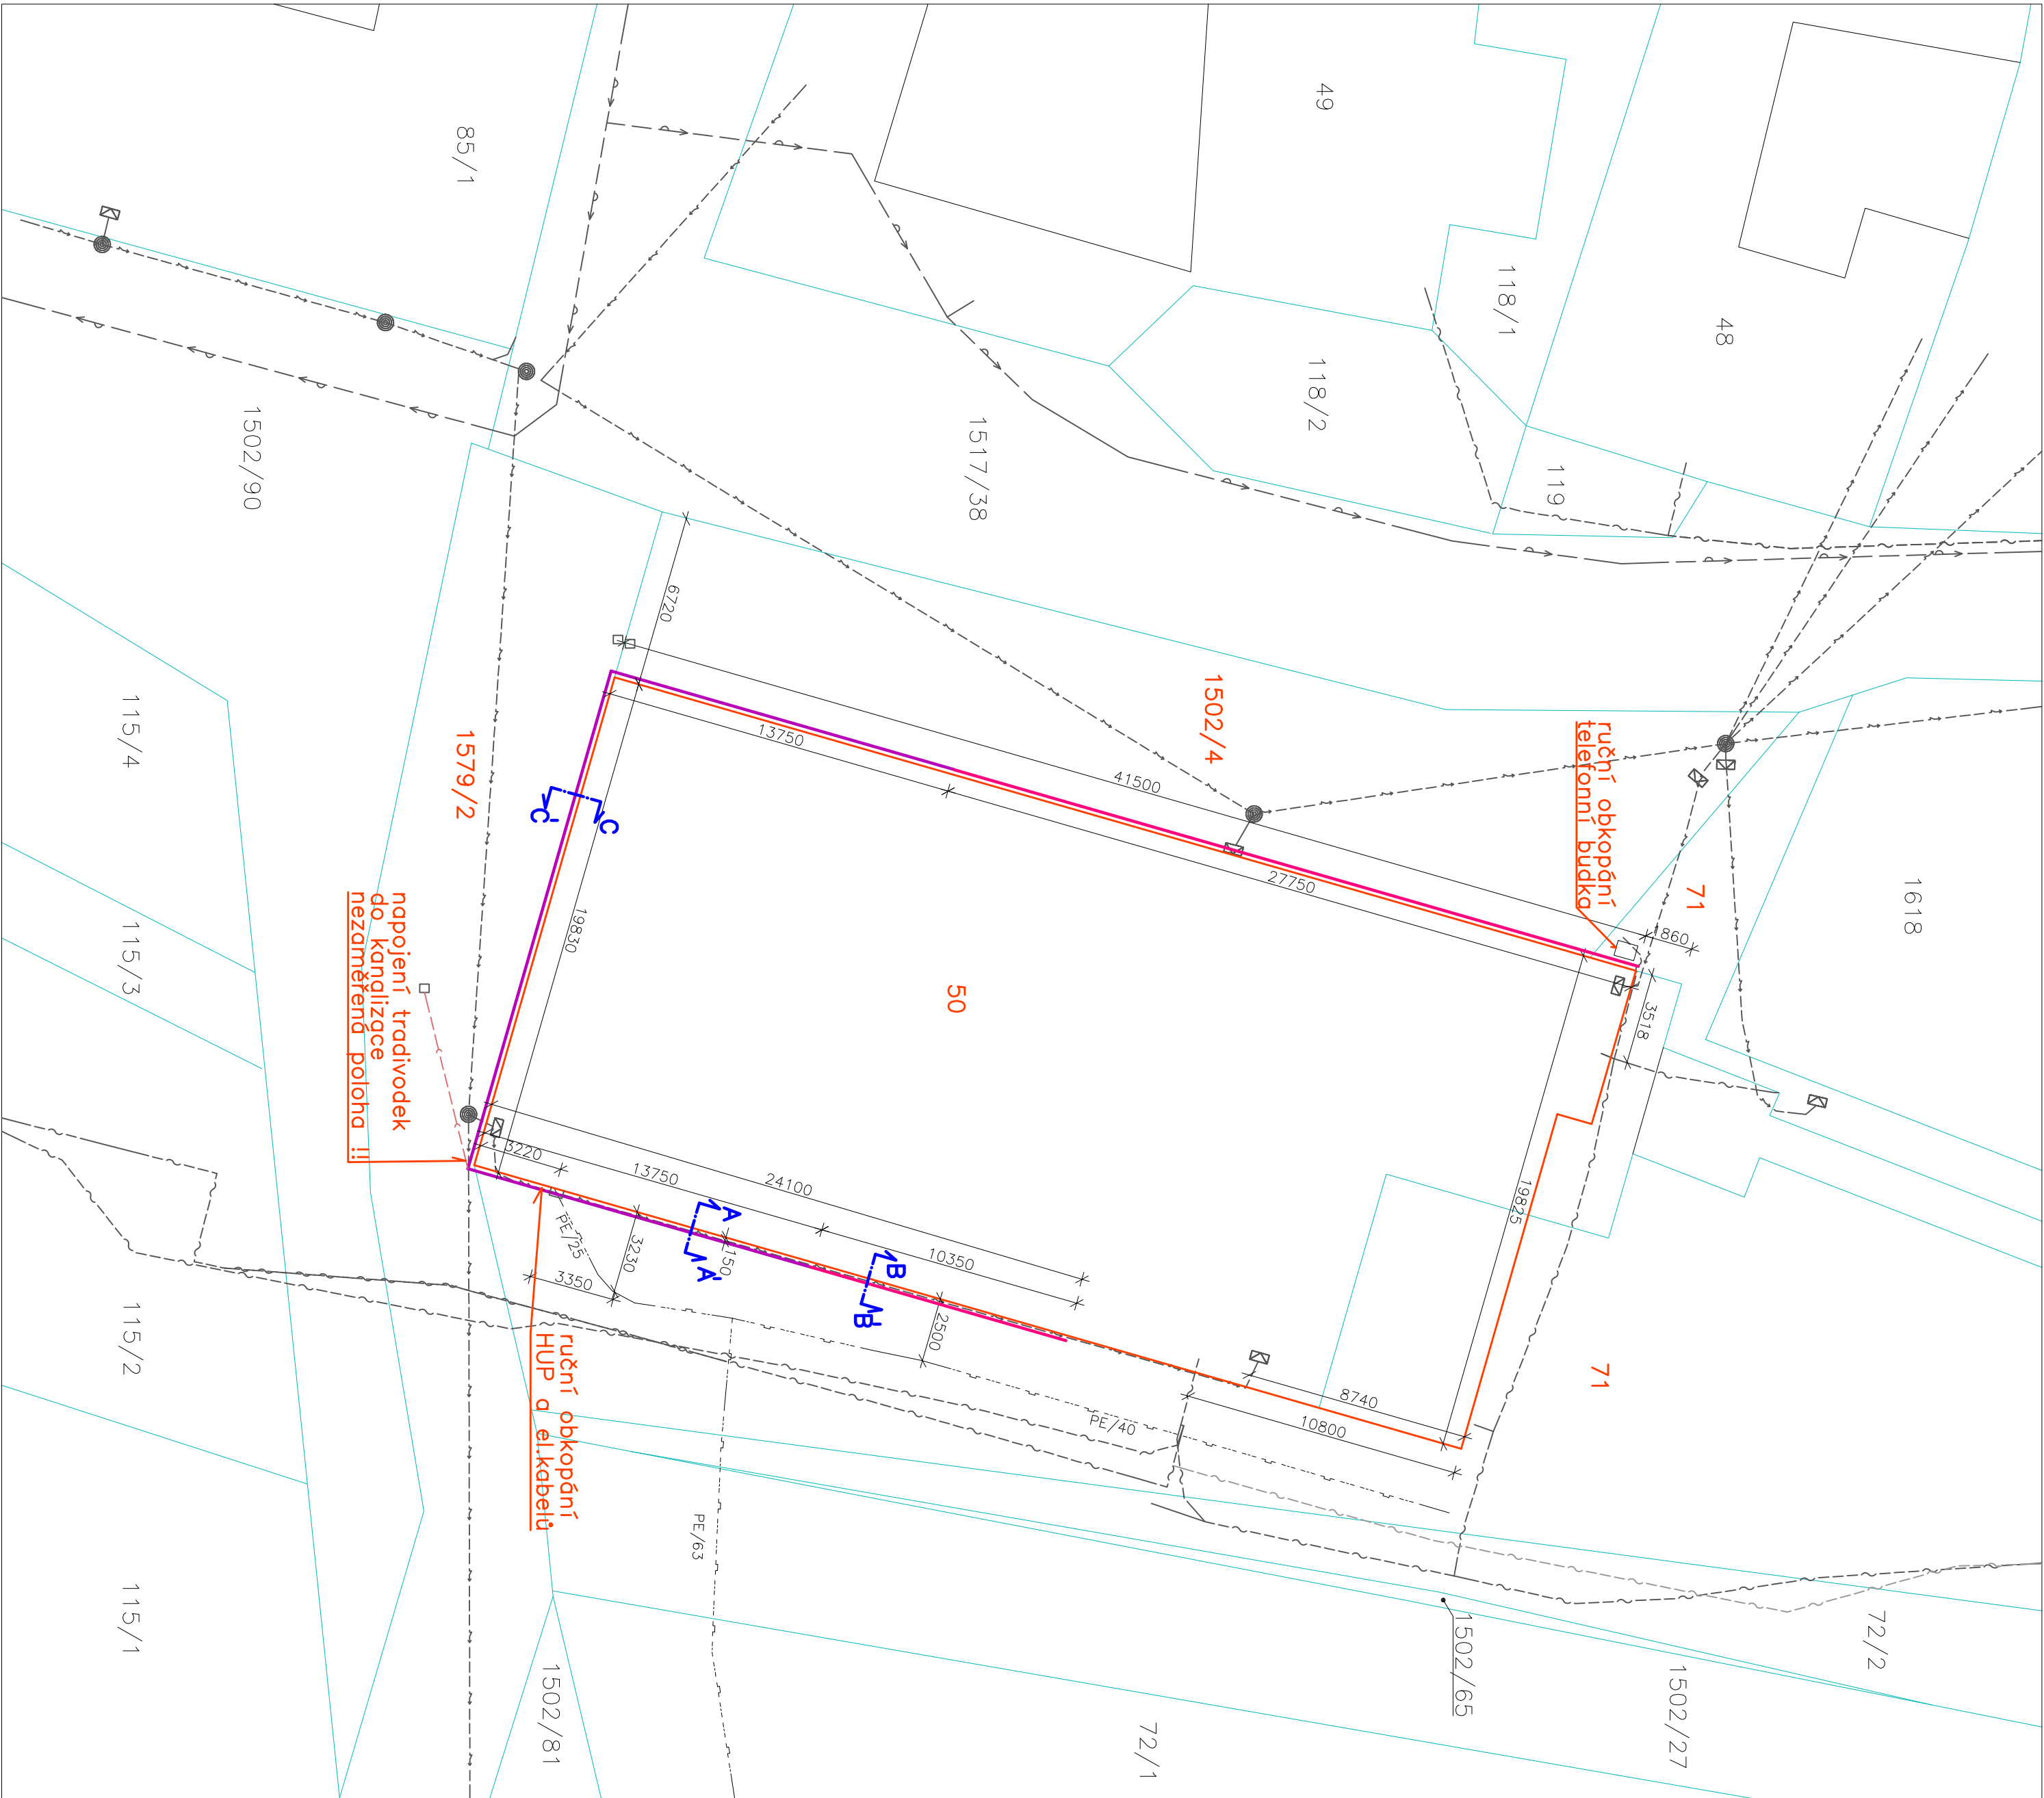 49
48
85/1
118/1
118/2
119
1502/90
1517/38
6720
1502/4
ruční obkopání
telefonní budka
71
1618
115/4
1579/2
13750
41500
27750
1860
C
C'
19830
50
3518
115/3
napojení tradivodek
do kanalizace
nezaměřená poloha !!
3220
13750
24100
10350
19825
PE/25
3230
3350
150
A
A'
B
B'
2500
115/2
ruční obkopání
HUP a el.kabelů
8740
10800
PE/40
71
PE/63
115/1
1502/81
72/1
1502/65
1502/27
72/2